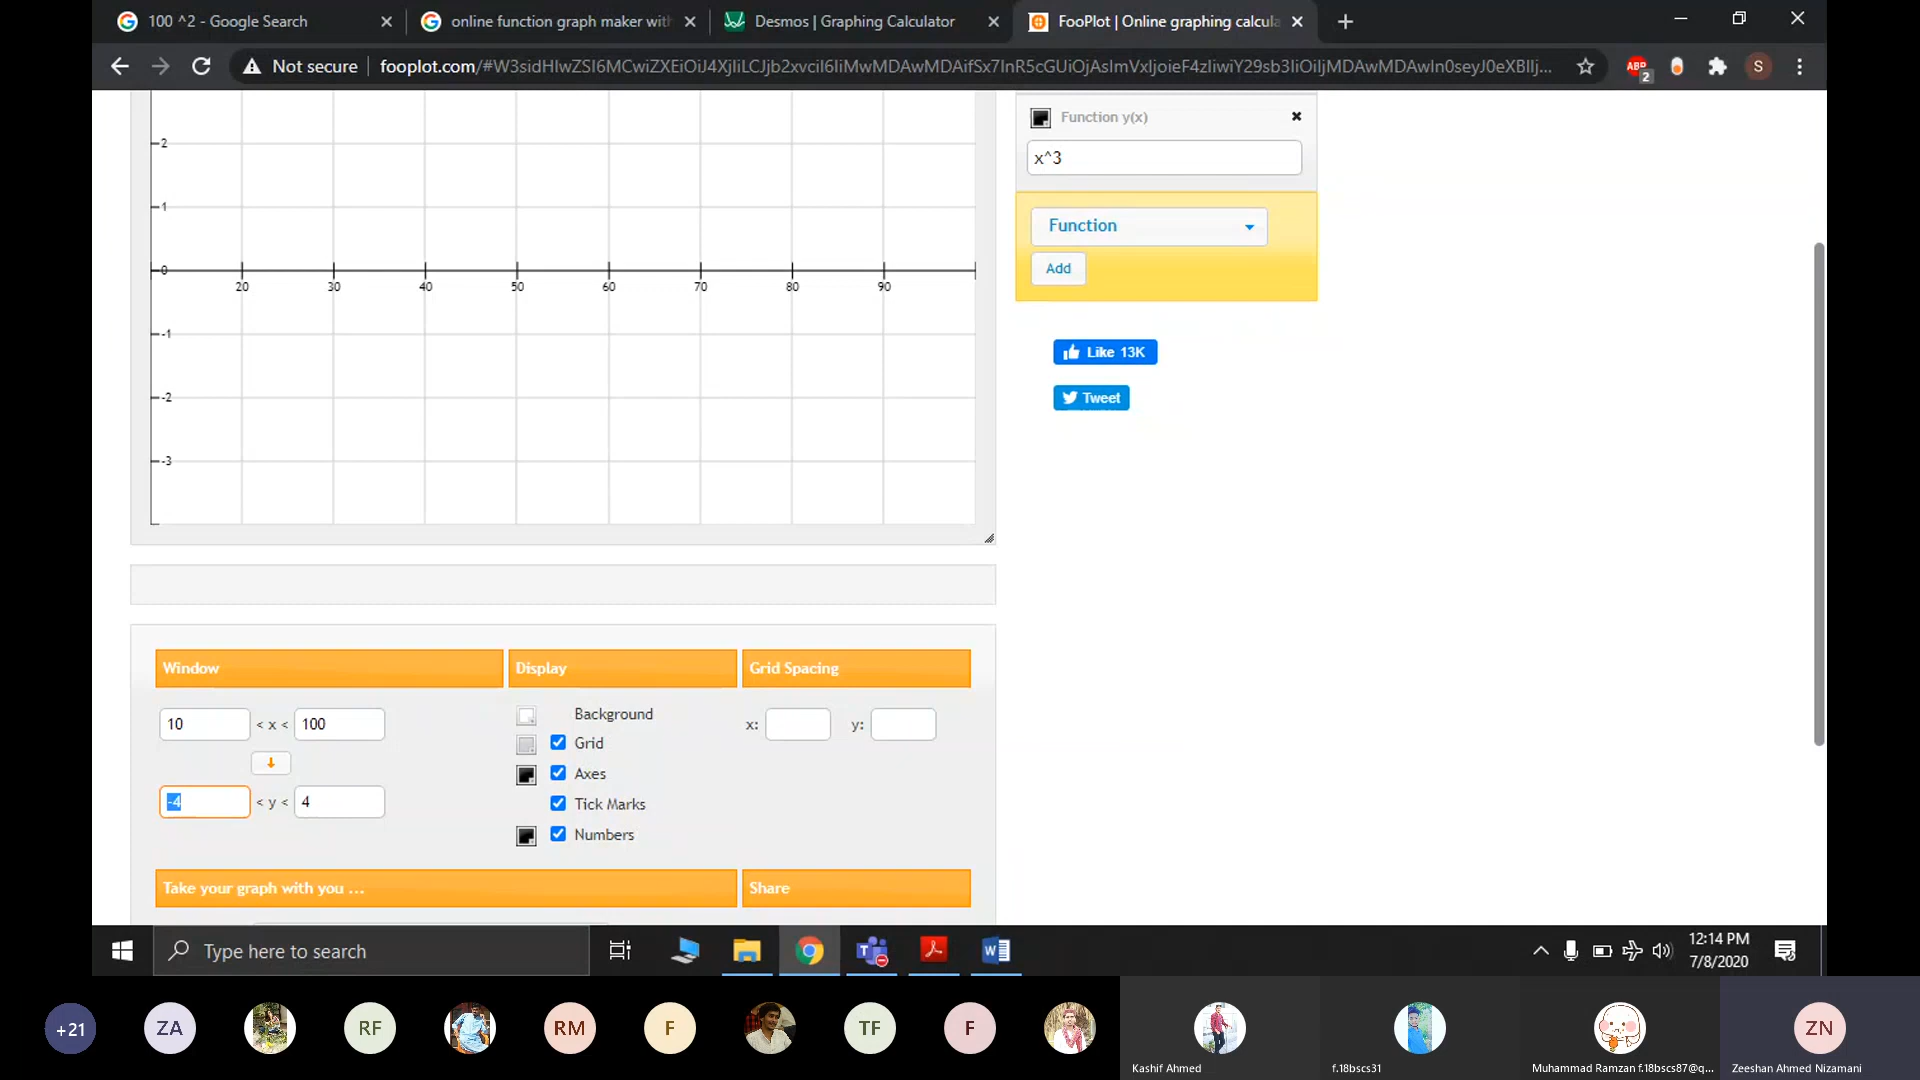 100 ^2 - Google Search
online function graph maker with
Desmos | Graphing Calculator
FooPlot | Online graphing calcula
Not secure
ABP
2
S
2
1
0
20 30 40 50 60 70 80 90
-1
-2
-3
Function y(x)
x^3
Function
Add
Like 13K
Tweet
Window
Display
Grid Spacing
10 < x < 100
-4 < y < 4
Background
Grid
Axes
Tick Marks
Numbers
x:
y:
Take your graph with you ...
Share
Type here to search
12:14 PM
7/8/2020
+21
ZA
RF
RM
F
TF
F
ZN
Kashif Ahmed
f.18bscs31
Muhammad Ramzan f.18bscs87@q...
Zeeshan Ahmed Nizamani